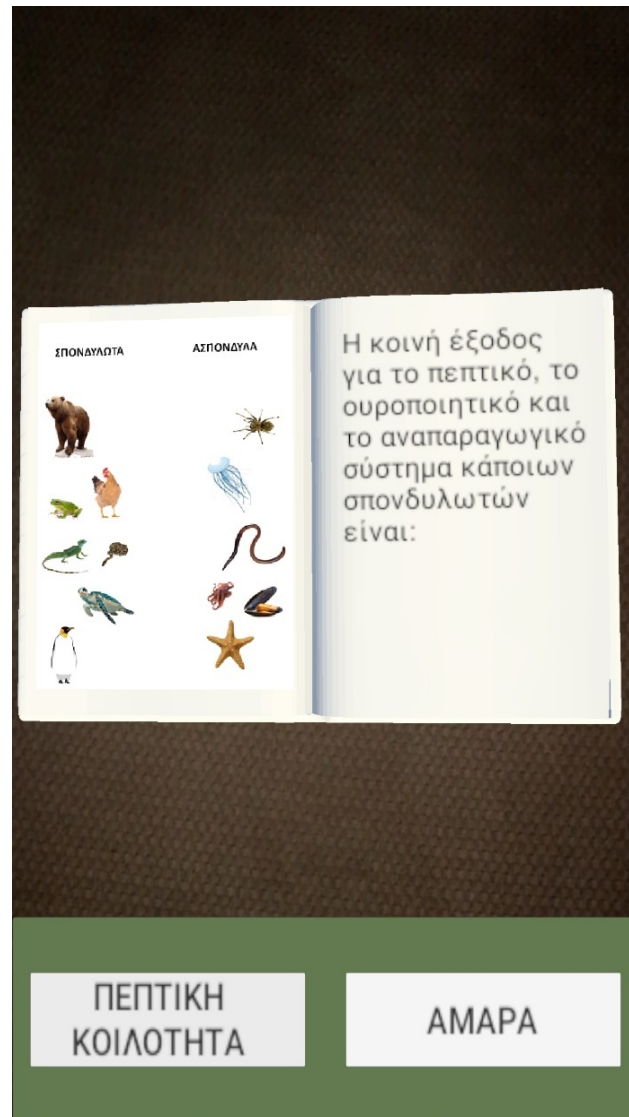 ΣΠΟΝΔΥΛΩΤΑ
ΑΣΠΟΝΔΥΛΑ
Η κοινή έξοδος
για το πεπτικό, το
ουροποιητικό και
το αναπαραγωγικό
σύστημα κάποιων
σπονδυλωτών
είναι:
ΠΕΠΤΙΚΗ
ΚΟΙΛΟΤΗΤΑ
ΑΜΑΡΑ